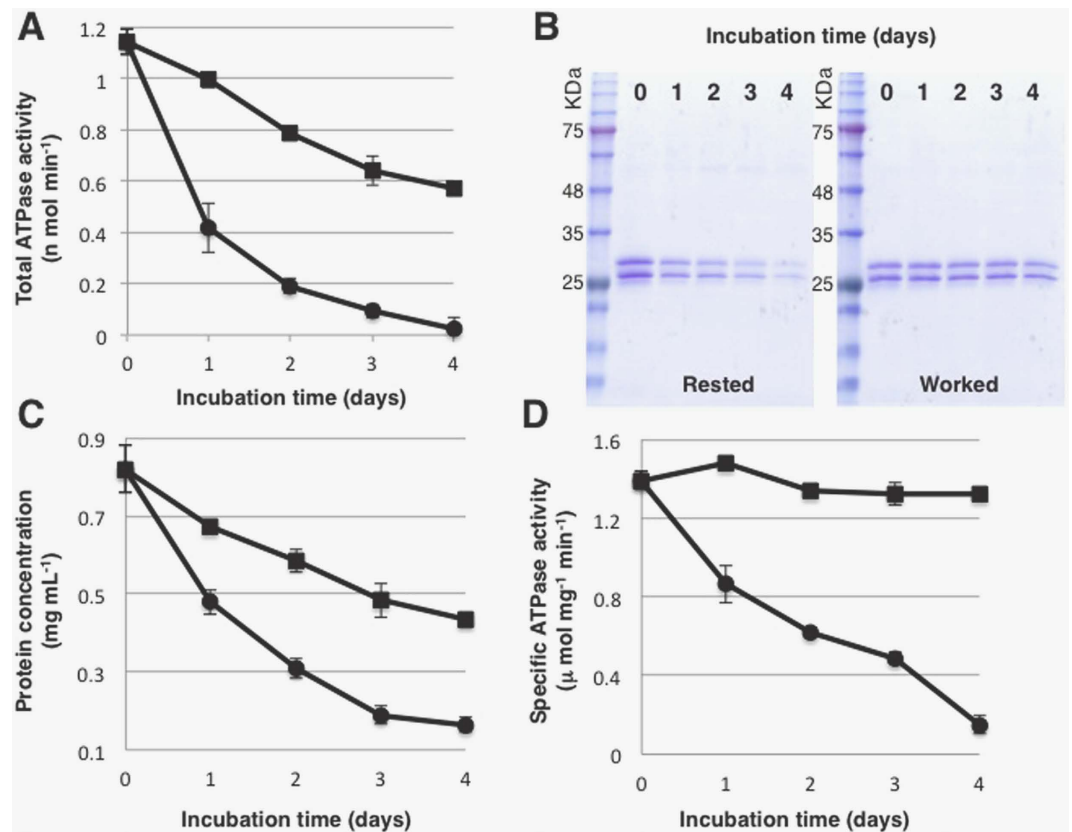 A
1.2
1
0.8
0.6
0.4
0.2
0
0 1 2 3 4
Total ATPase activity
(n mol min-1)
Incubation time (days)
B
Incubation time (days)
KDa
0 1 2 3 4
75
48
35
25
Rested
KDa
0 1 2 3 4
75
48
35
25
Worked
C
0.9
0.7
0.5
0.3
0.1
0 1 2 3 4
Protein concentration
(mg mL-1)
Incubation time (days)
D
1.6
1.2
0.8
0.4
0
0 1 2 3 4
Specific ATPase activity
(μ mol mg-1 min-1)
Incubation time (days)